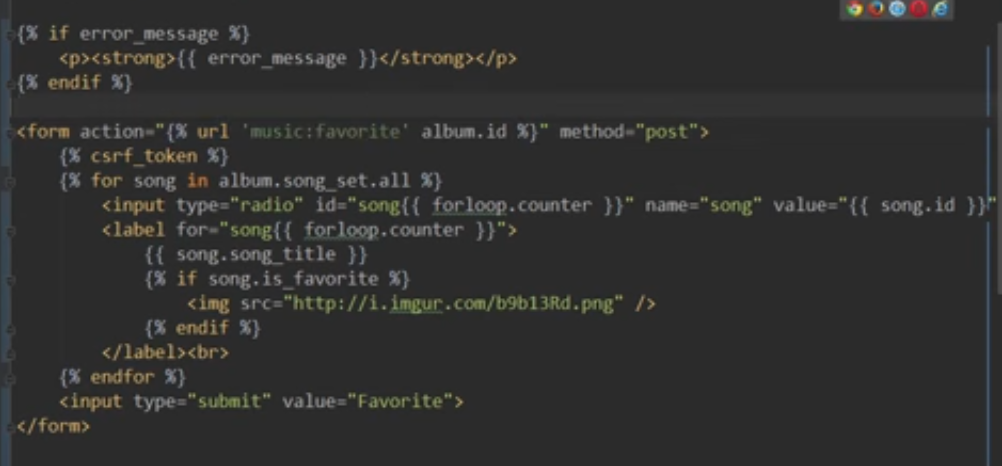 {% if error_message %}
    <p><strong>{{ error_message }}</strong></p>
{% endif %}

<form action="{% url 'music:favorite' album.id %}" method="post">
    {% csrf_token %}
    {% for song in album.song_set.all %}
        <input type="radio" id="song{{ forloop.counter }}" name="song" value="{{ song.id }}"
        <label for="song{{ forloop.counter }}">
            {{ song.song_title }}
            {% if song.is_favorite %}
                <img src="http://i.imgur.com/b9b13Rd.png" />
            {% endif %}
        </label><br>
    {% endfor %}
    <input type="submit" value="Favorite">
</form>